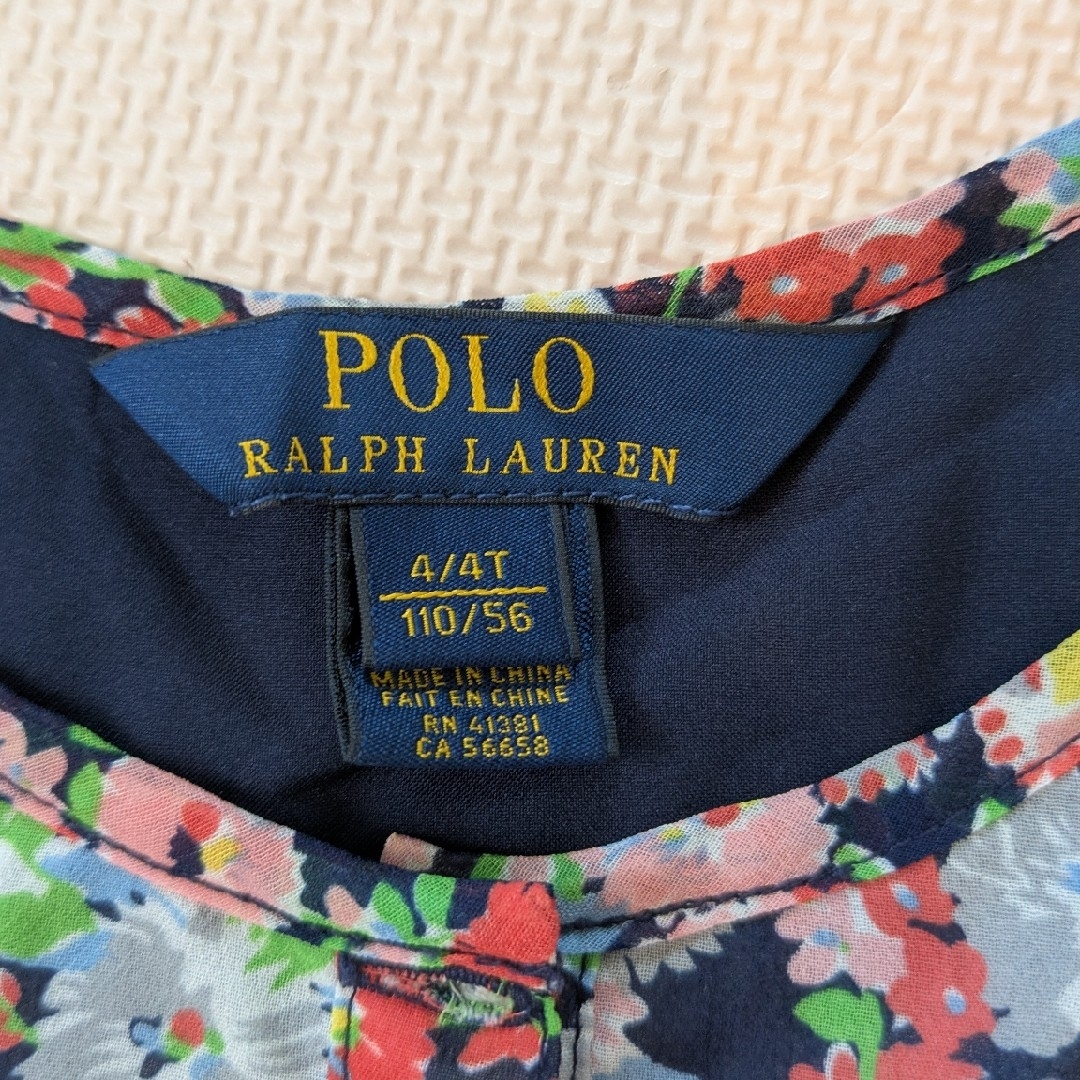 POLO
RALPH LAUREN
4/4T
110/56
MADE IN CHINA
FAIT EN CHINE
RN 41381
CA 56658